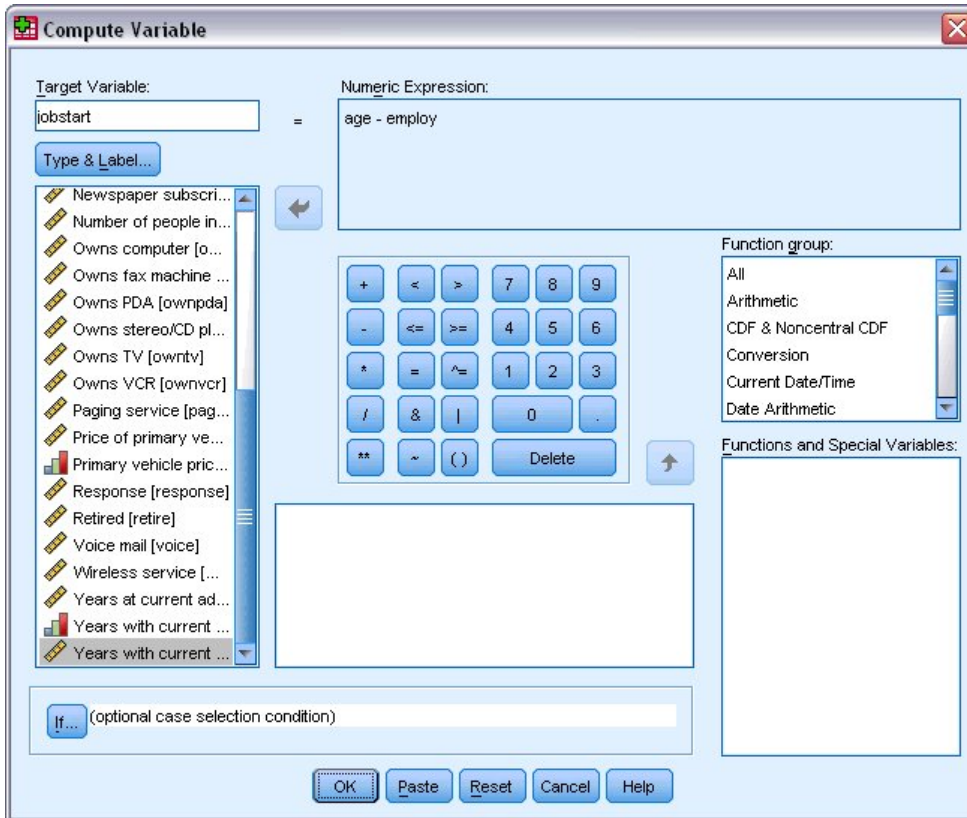 Compute Variable
Target Variable:
jobstart
=
Numeric Expression:
age - employ
Type & Label...
Newspaper subscri...
Number of people in...
Owns computer [o...
Owns fax machine ...
Owns PDA [ownpda]
Owns stereo/CD pl...
Owns TV [owntv]
Owns VCR [ownvcr]
Paging service [pag...
Price of primary ve...
Primary vehicle pric...
Response [response]
Retired [retire]
Voice mail [voice]
Wireless service [...
Years at current ad...
Years with current ...
Years with current ...
+ < > 7 8 9
- <= >= 4 5 6
* = ^= 1 2 3
/ & | 0 .
** ~ ( ) Delete
Function group:
All
Arithmetic
CDF & Noncentral CDF
Conversion
Current Date/Time
Date Arithmetic
Functions and Special Variables:
If... (optional case selection condition)
OK Paste Reset Cancel Help